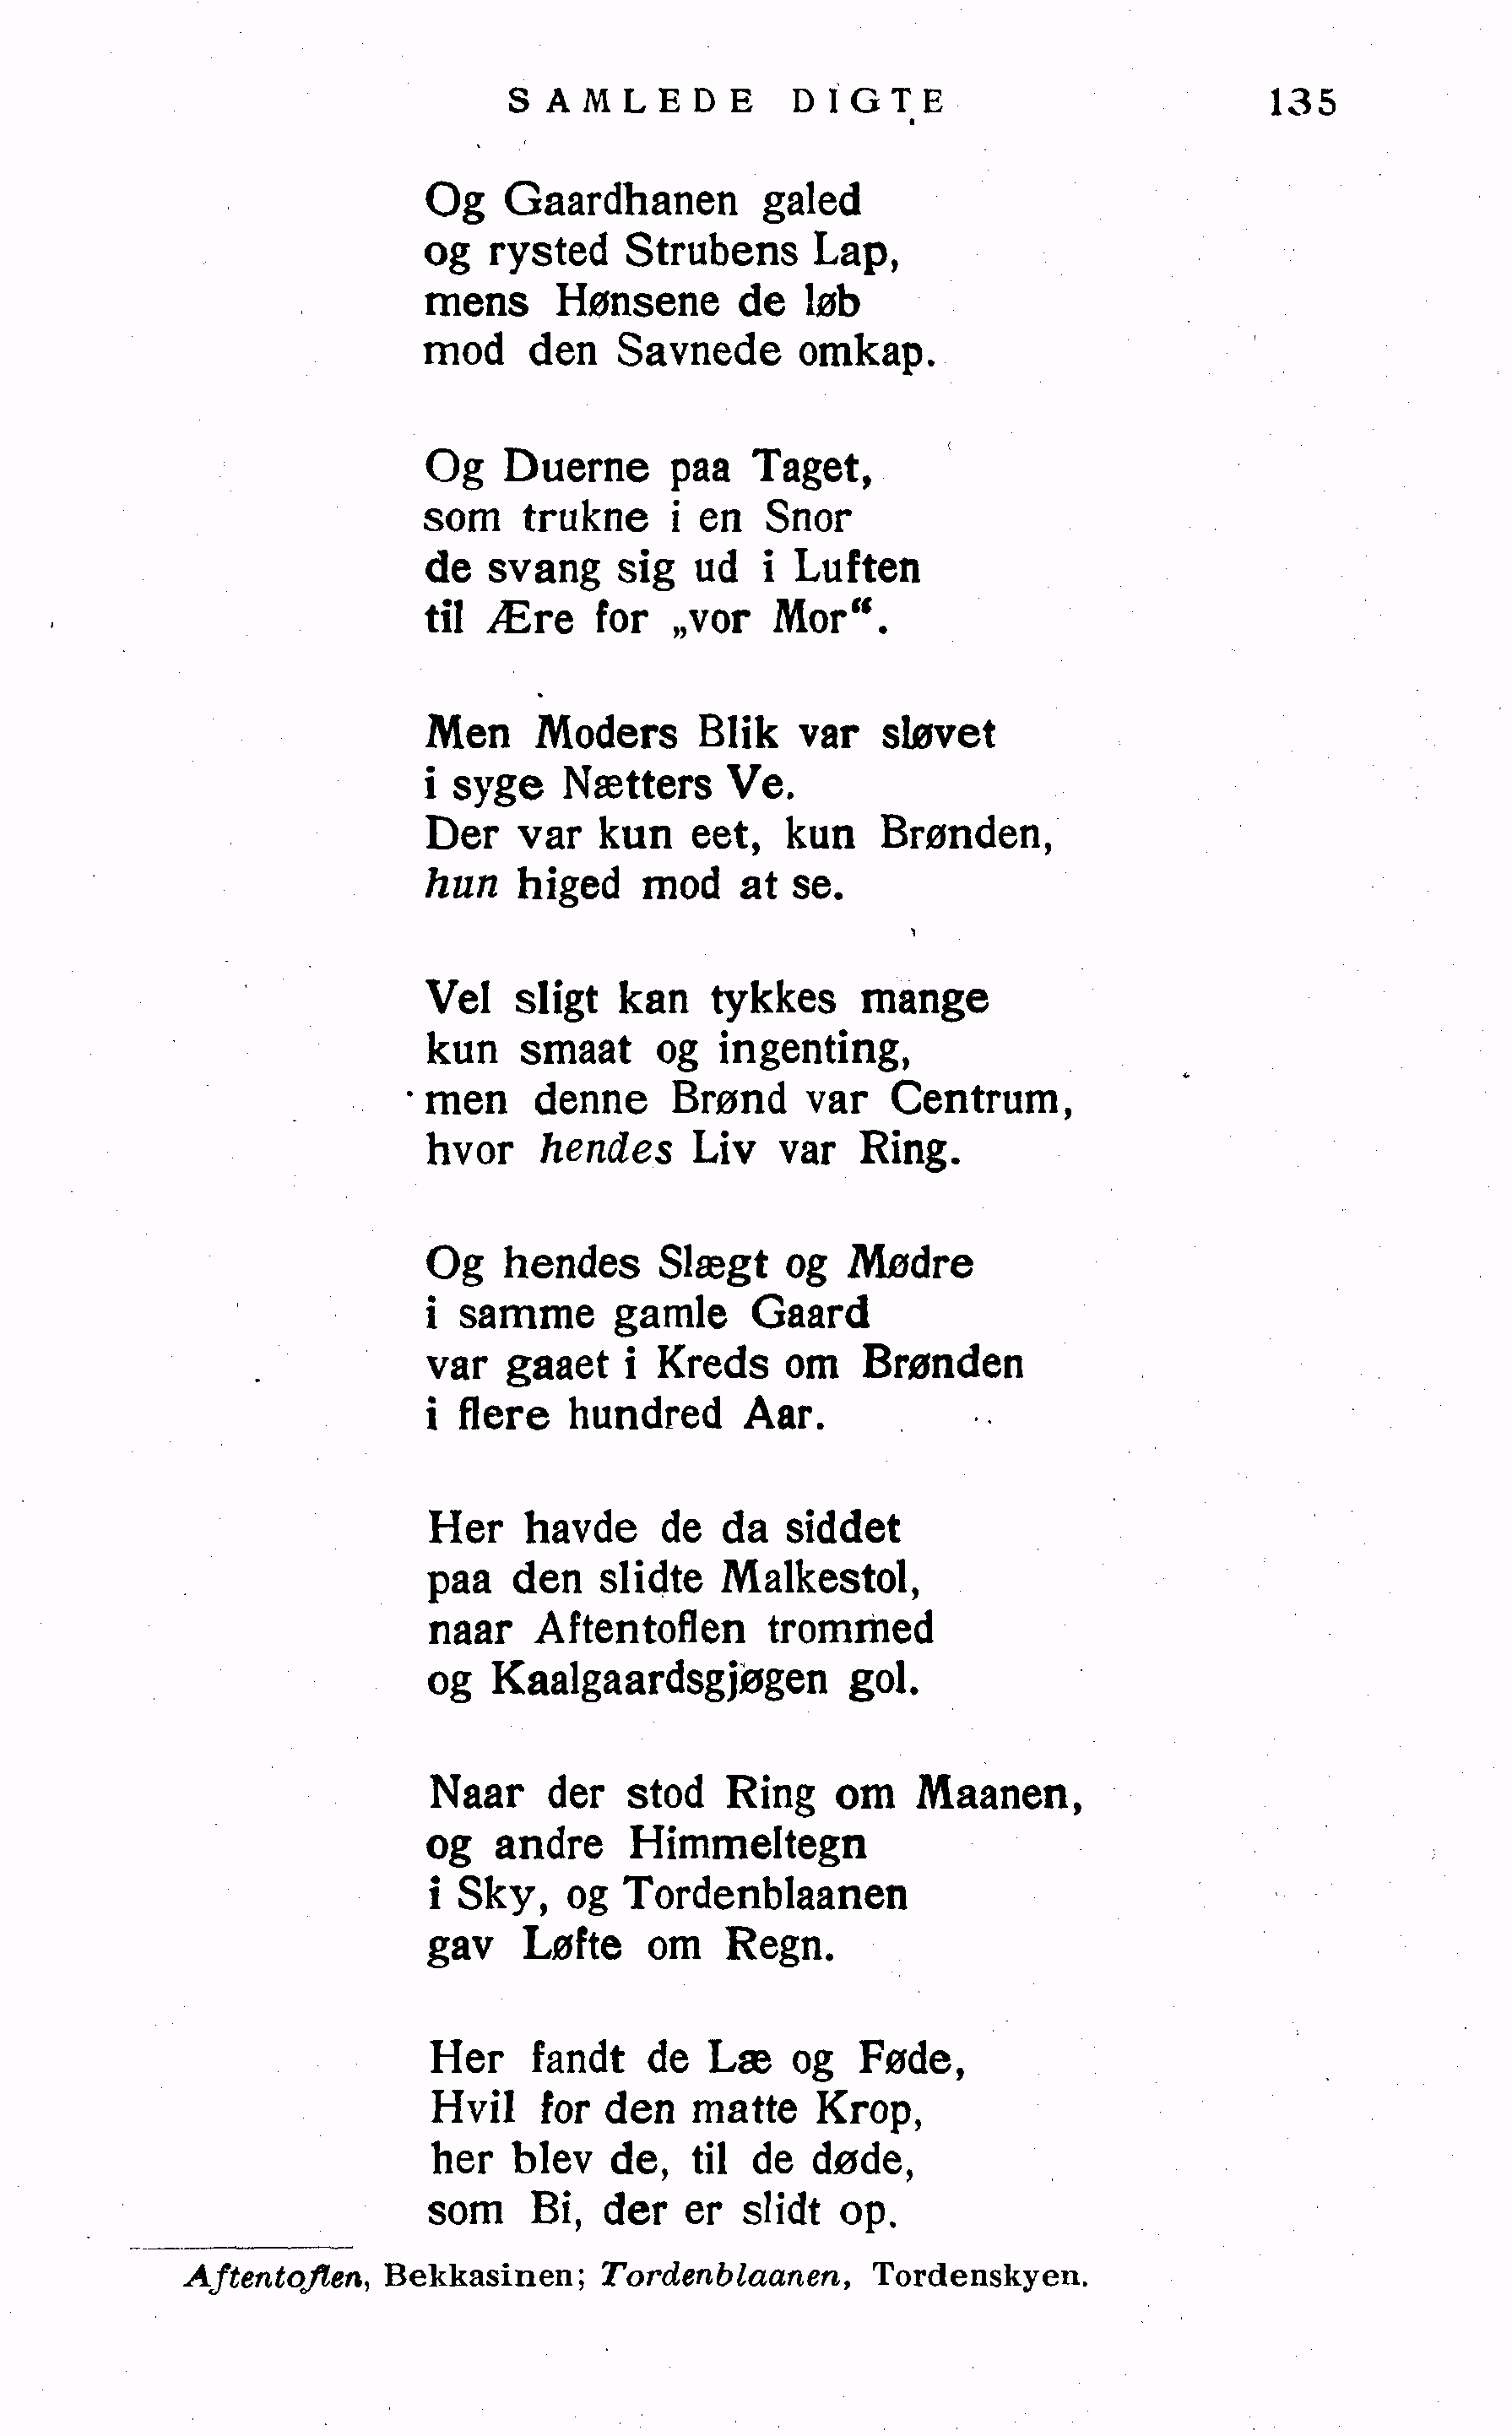 SAMLEDE DIGTE 135
Og Gaardhanen galed
og rysted Strubens Lap,
mens Hønsene de løb
mod den Savnede omkap.
Og Duerne paa Taget,
som trukne i en Snor
de svang sig ud i Luften
til Ære for „vor Mor“.
Men Moders Blik var sløvet
i syge Nætters Ve.
Der var kun eet, kun Brønden,
hun higed mod at se.
Vel sligt kan tykkes mange
kun smaat og ingenting,
men denne Brønd var Centrum,
hvor hendes Liv var Ring.
Og hendes Slægt og Mødre
i samme gamle Gaard
var gaaet i Kreds om Brønden
i flere hundred Aar.
Her havde de da siddet
paa den slidte Malkestol,
naar Aftentoflen trommed
og Kaalgaardsgjøgen gol.
Naar der stod Ring om Maanen,
og andre Himmeltegn
i Sky, og Tordenblaanen
gav Løfte om Regn.
Her fandt de Læ og Føde,
Hvil for den matte Krop,
her blev de, til de døde,
som Bi, der er slidt op.
Aftentoflen, Bekkasinen; Tordenblaanen, Tordenskyen.